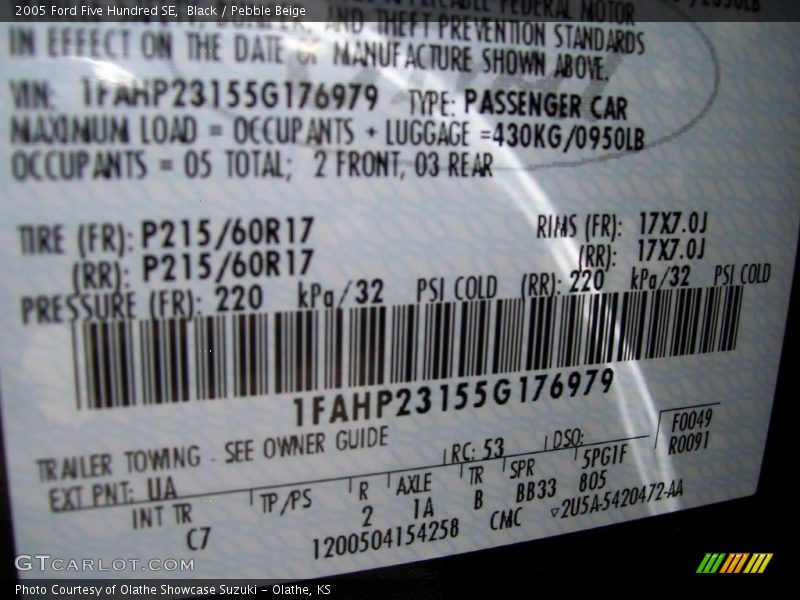 2005 Ford Five Hundred SE, Black / Pebble Beige
FEDERAL MOTOR
AND THEFT PREVENTION STANDARDS
IN EFFECT ON THE DATE OF MANUFACTURE SHOWN ABOVE.
VIN: 1FAHP23155G176979 TYPE: PASSENGER CAR
MAXIMUM LOAD = OCCUPANTS + LUGGAGE =430KG/0950LB
OCCUPANTS = 05 TOTAL; 2 FRONT, 03 REAR
TIRE (FR): P215/60R17 RIMS (FR): 17X7.0J
(RR): P215/60R17 (RR): 17X7.0J
PRESSURE (FR): 220 kPa/32 PSI COLD (RR): 220 kPa/32 PSI COLD
1FAHP23155G176979
TRAILER TOWING - SEE OWNER GUIDE
EXT PNT: UA RC: 53 DSO: F0049
INT TR TP/PS R AXLE TR SPR 5PG1F R0091
C7 2 1A B BB33 805
1200504154258 CMC ▿2U5A-5420472-AA
GTCARLOT.COM
Photo Courtesy of Olathe Showcase Suzuki - Olathe, KS